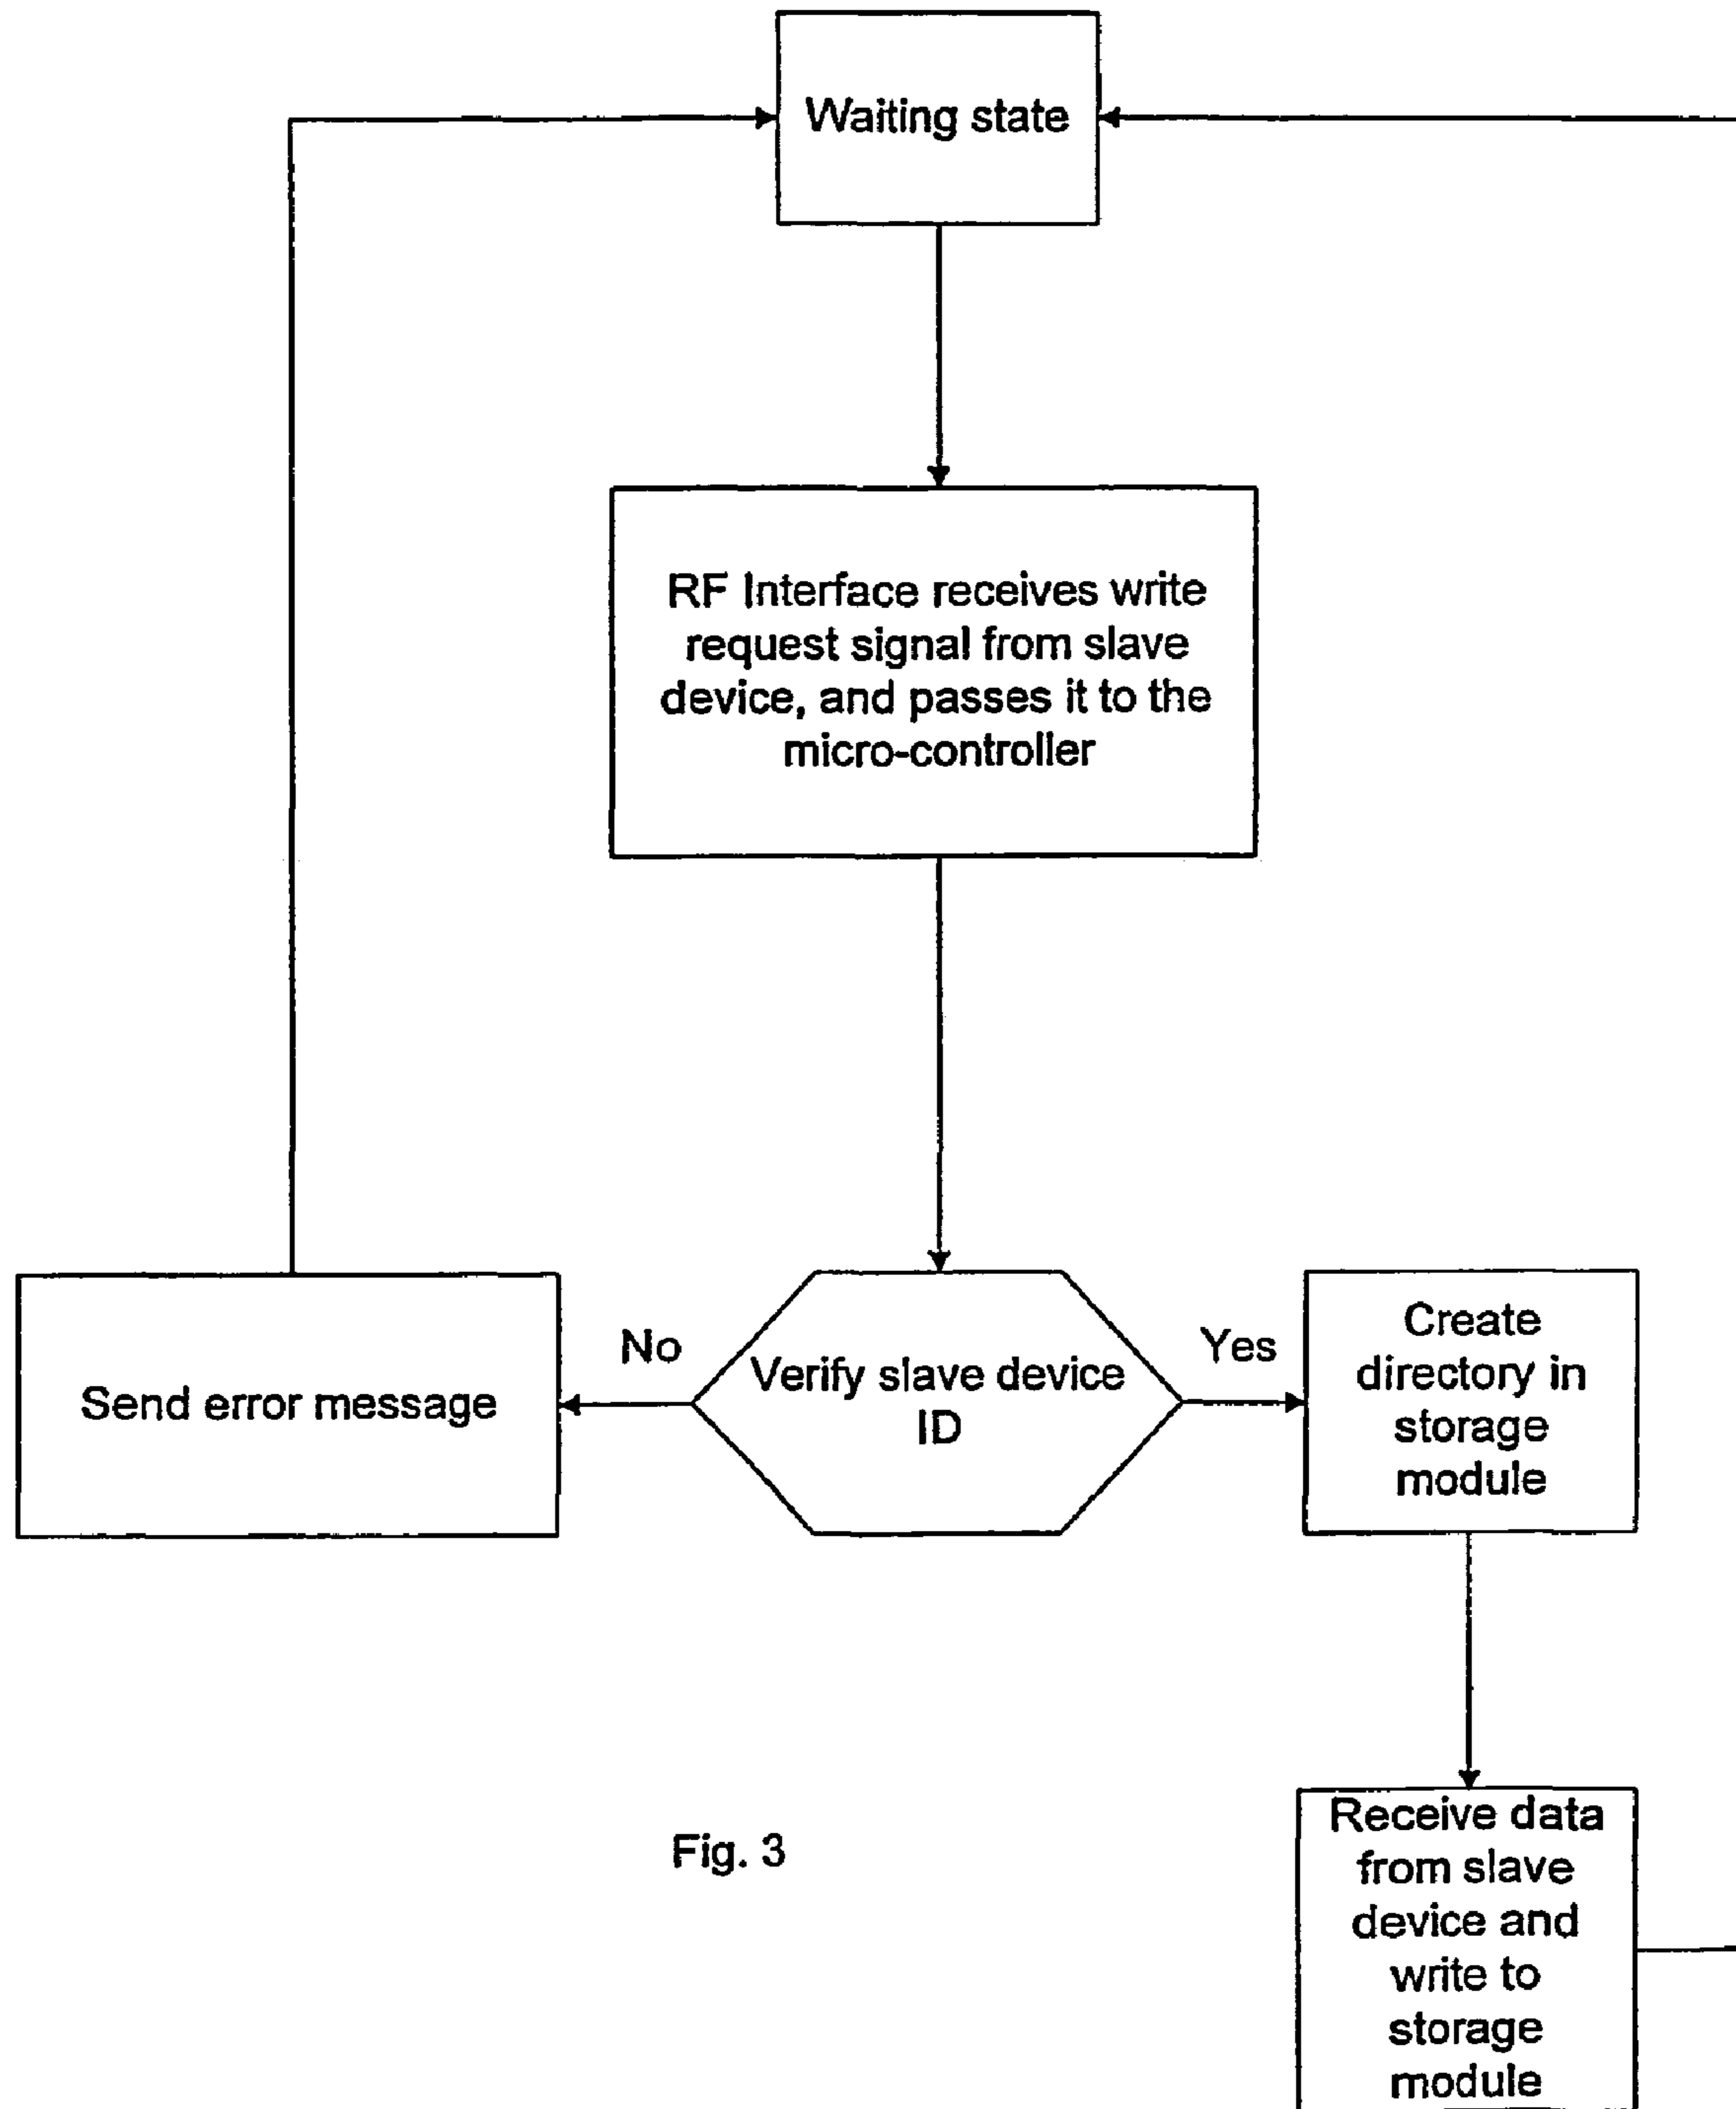 Waiting state
RF Interface receives write
request signal from slave
device, and passes it to the
micro-controller
No
Yes
Send error message
Verify slave device
ID
Create
directory in
storage
module
Fig. 3
Receive data
from slave
device and
write to
storage
module